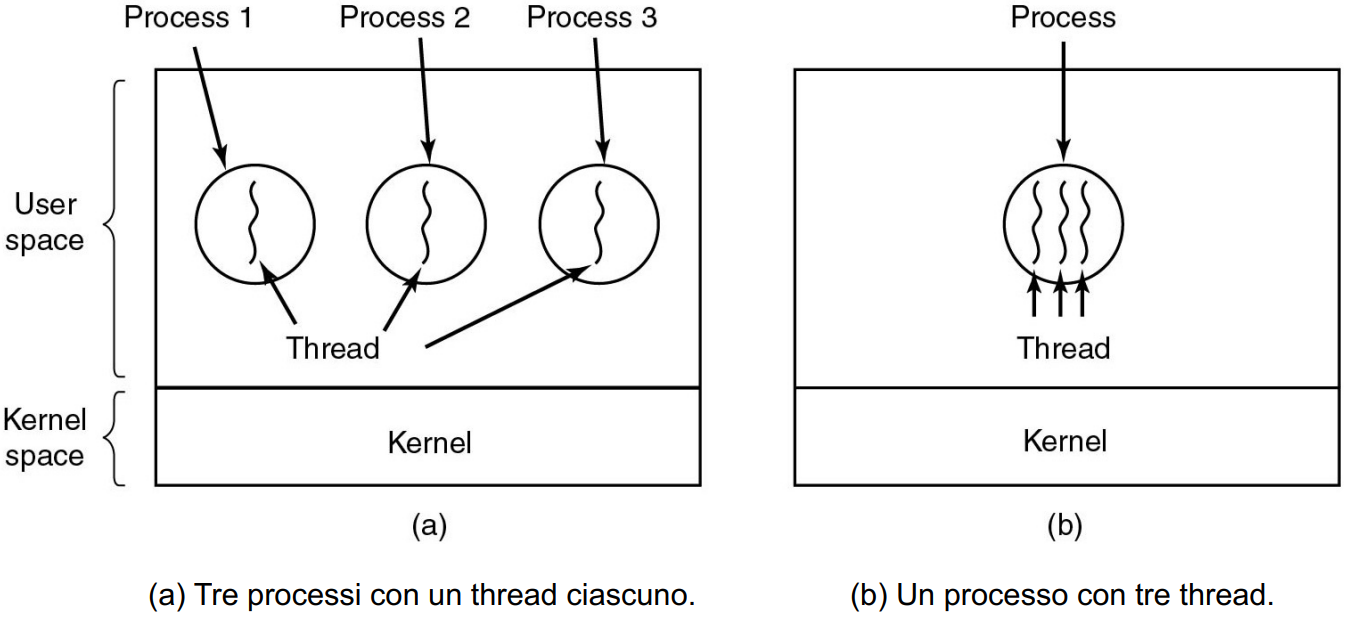 Process 1
Process 2
Process 3
Process
User
space
Thread
Thread
Kernel
space
Kernel
Kernel
(a)
(b)
(a) Tre processi con un thread ciascuno.
(b) Un processo con tre thread.